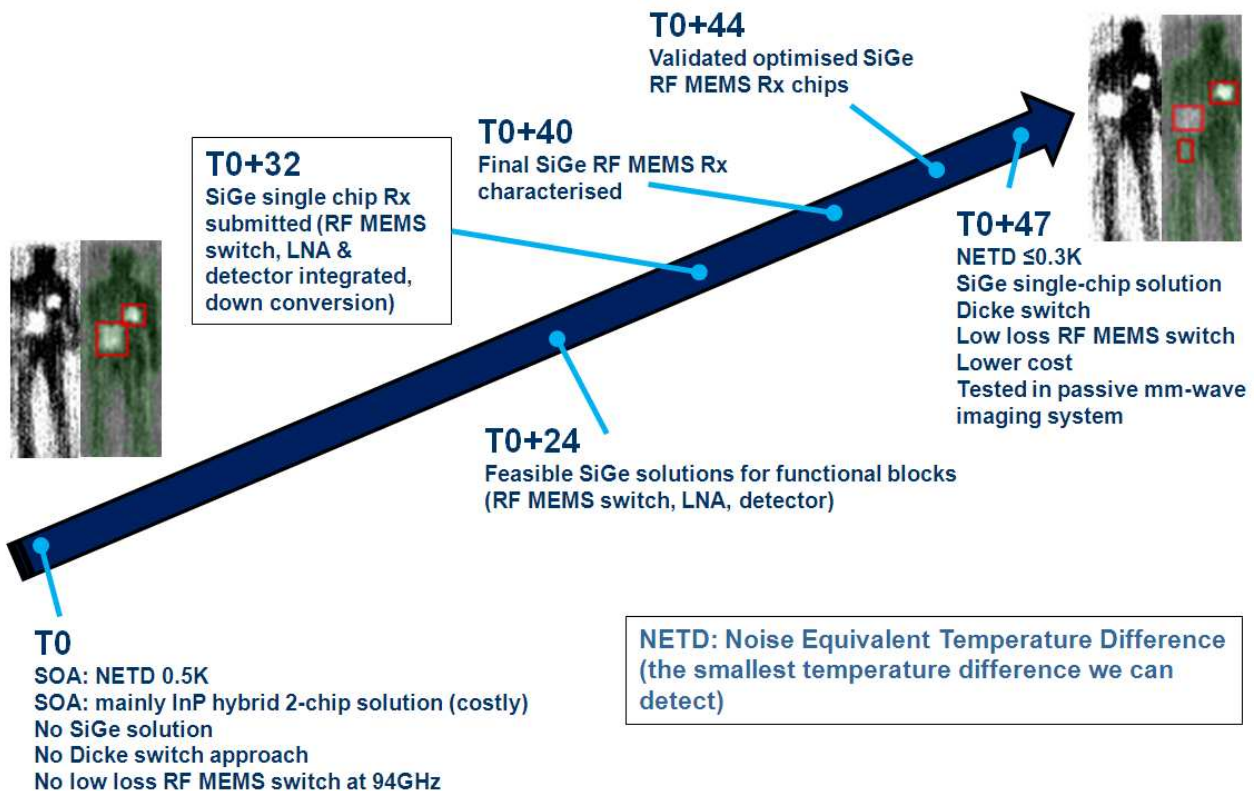 T0+44
Validated optimised SiGe
RF MEMS Rx chips
T0+40
Final SiGe RF MEMS Rx
characterised
T0+32
SiGe single chip Rx
submitted (RF MEMS
switch, LNA &
detector integrated,
down conversion)
T0+47
NETD ≤0.3K
SiGe single-chip solution
Dicke switch
Low loss RF MEMS switch
Lower cost
Tested in passive mm-wave
imaging system
T0+24
Feasible SiGe solutions for functional blocks
(RF MEMS switch, LNA, detector)
T0
SOA: NETD 0.5K
SOA: mainly InP hybrid 2-chip solution (costly)
No SiGe solution
No Dicke switch approach
No low loss RF MEMS switch at 94GHz
NETD: Noise Equivalent Temperature Difference
(the smallest temperature difference we can
detect)